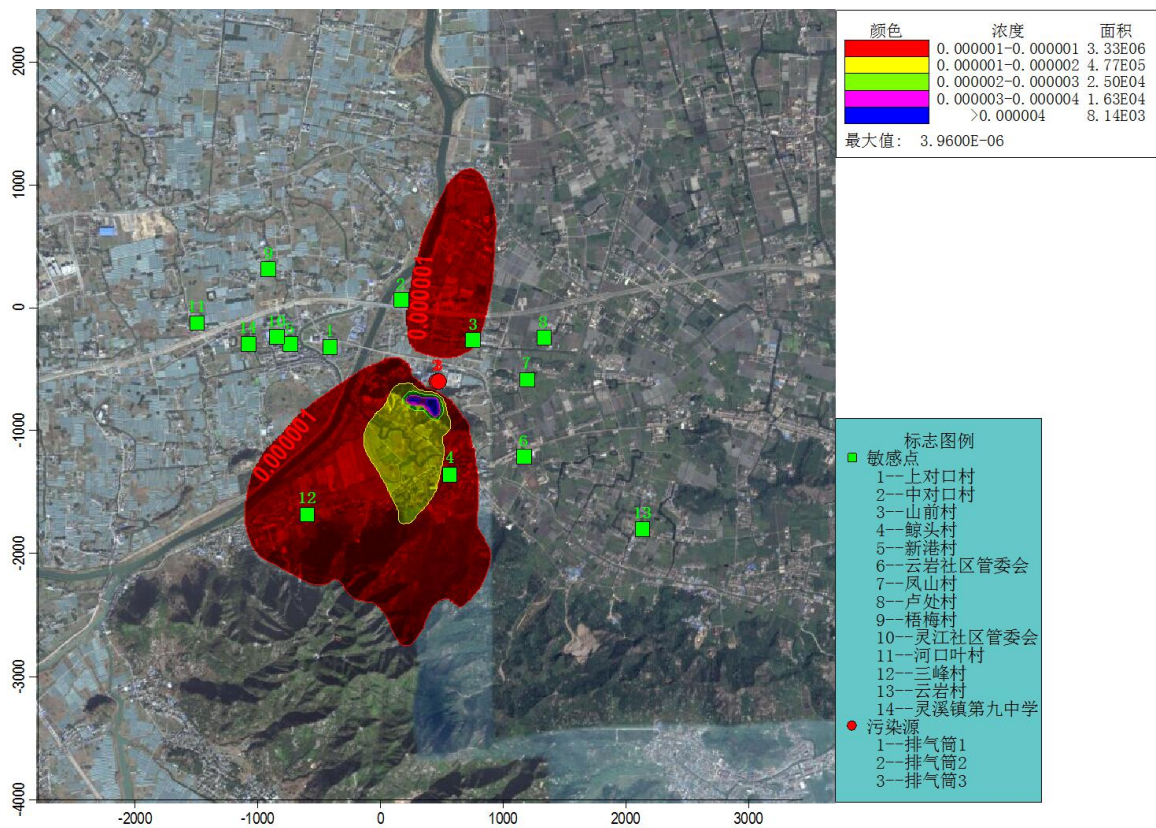 颜色 浓度 面积
0.000001-0.000001 3.33E06
0.000001-0.000002 4.77E05
0.000002-0.000003 2.50E04
0.000003-0.000004 1.63E04
>0.000004 8.14E03
最大值: 3.9600E-06
2000
1000
0
-1000
-2000
-3000
-4000
-2000
-1000
0
1000
2000
3000
0.000001
0.000001
9
11
14
1
2
3
8
7
6
4
12
13
标志图例
敏感点
1--上对口村
2--中对口村
3--山前村
4--鲸头村
5--新港村
6--云岩社区管委会
7--凤山村
8--卢处村
9--梧梅村
10--灵江社区管委会
11--河口叶村
12--三峰村
13--云岩村
14--灵溪镇第九中学
污染源
1--排气筒1
2--排气筒2
3--排气筒3